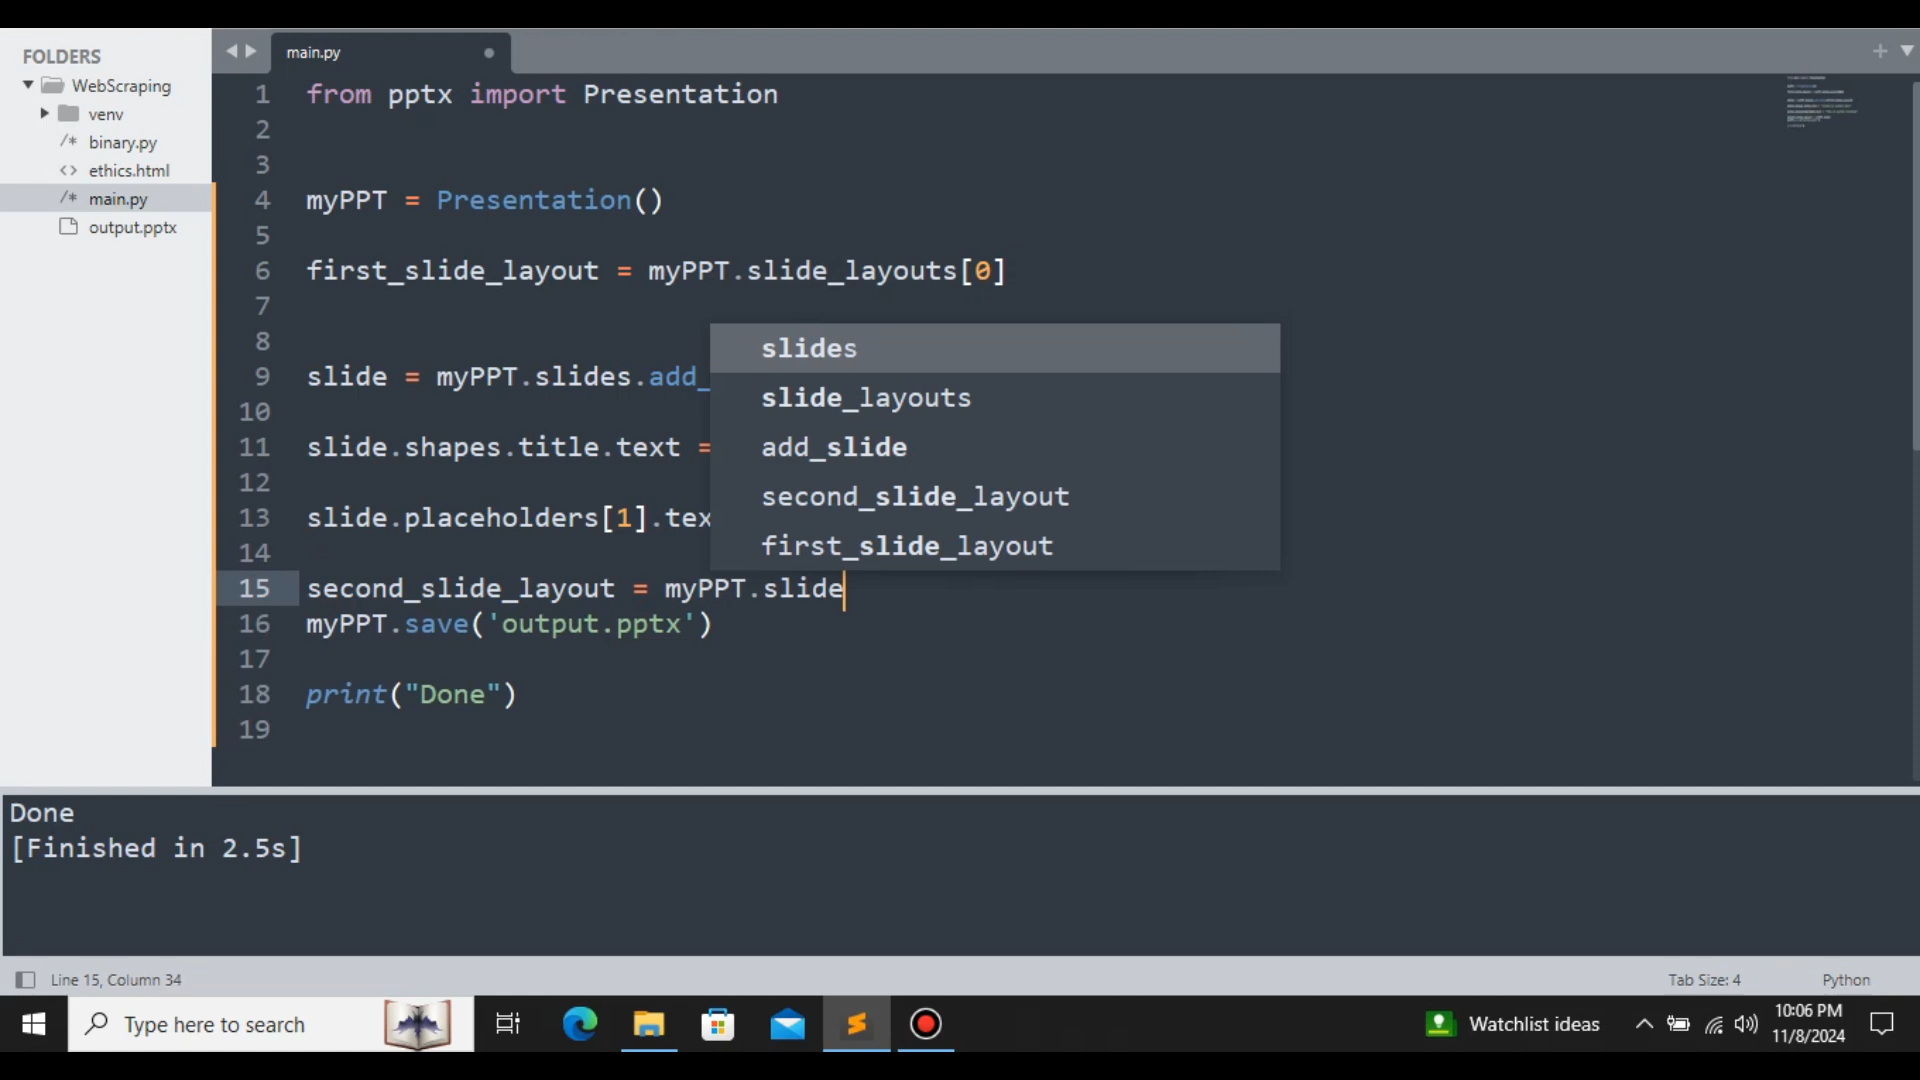 FOLDERS
WebScraping
venv
/* binary.py
<> ethics.html
/* main.py
output.pptx
main.py
1 from pptx import Presentation
2
3
4 myPPT = Presentation()
5
6 first_slide_layout = myPPT.slide_layouts[0]
7
8
9 slide = myPPT.slides.add_
10
11 slide.shapes.title.text =
12
13 slide.placeholders[1].tex
14
15 second_slide_layout = myPPT.slide
16 myPPT.save('output.pptx')
17
18 print("Done")
19
slides
slide_layouts
add_slide
second_slide_layout
first_slide_layout
Done
[Finished in 2.5s]
Line 15, Column 34
Tab Size: 4
Python
Type here to search
Watchlist ideas
10:06 PM
11/8/2024